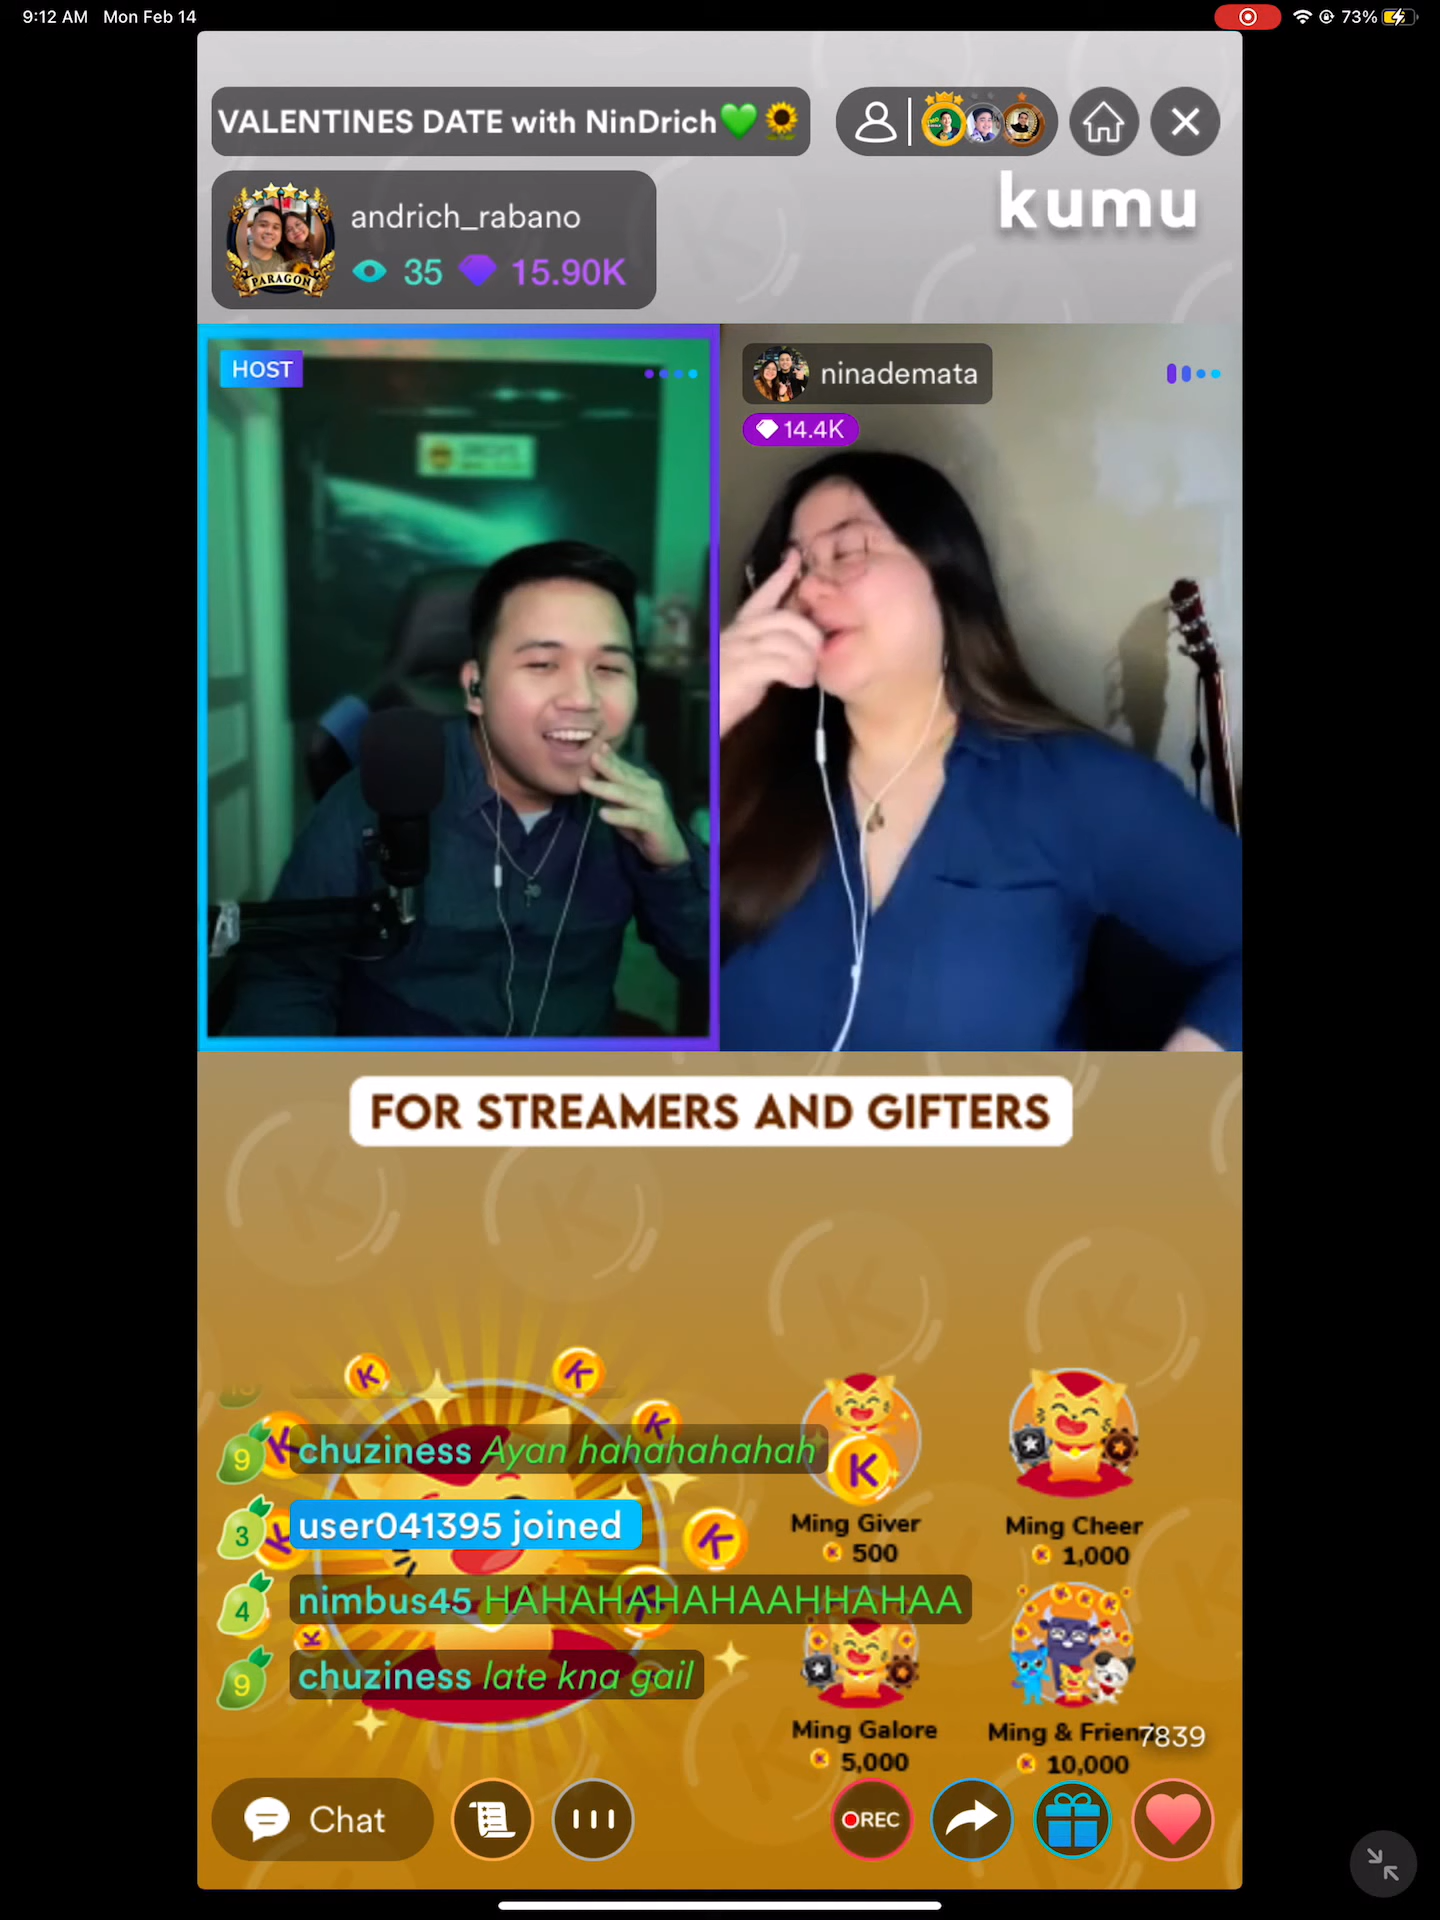 9:12 AM Mon Feb 14
73%
VALENTINES DATE with NinDrich
andrich_rabano
35 15.90K
PARAGON
kumu
HOST
ninademata
14.4K
FOR STREAMERS AND GIFTERS
9 chuziness Ayan hahahahahah
3 user041395 joined
4 nimbus45 HAHAHAHAHAAHHAHAA
9 chuziness late kna gail
Ming Giver
500
Ming Cheer
1,000
Ming Galore
5,000
Ming & Friends
10,000
7839
Chat
REC